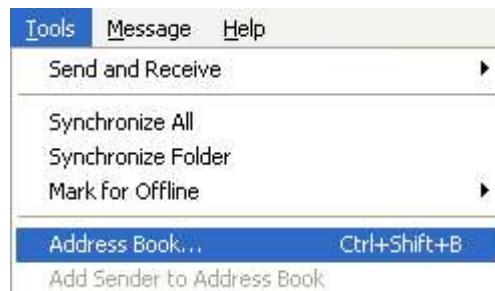 Tools Message Help
Send and Receive
Synchronize All
Synchronize Folder
Mark for Offline
Address Book... Ctrl+Shift+B
Add Sender to Address Book